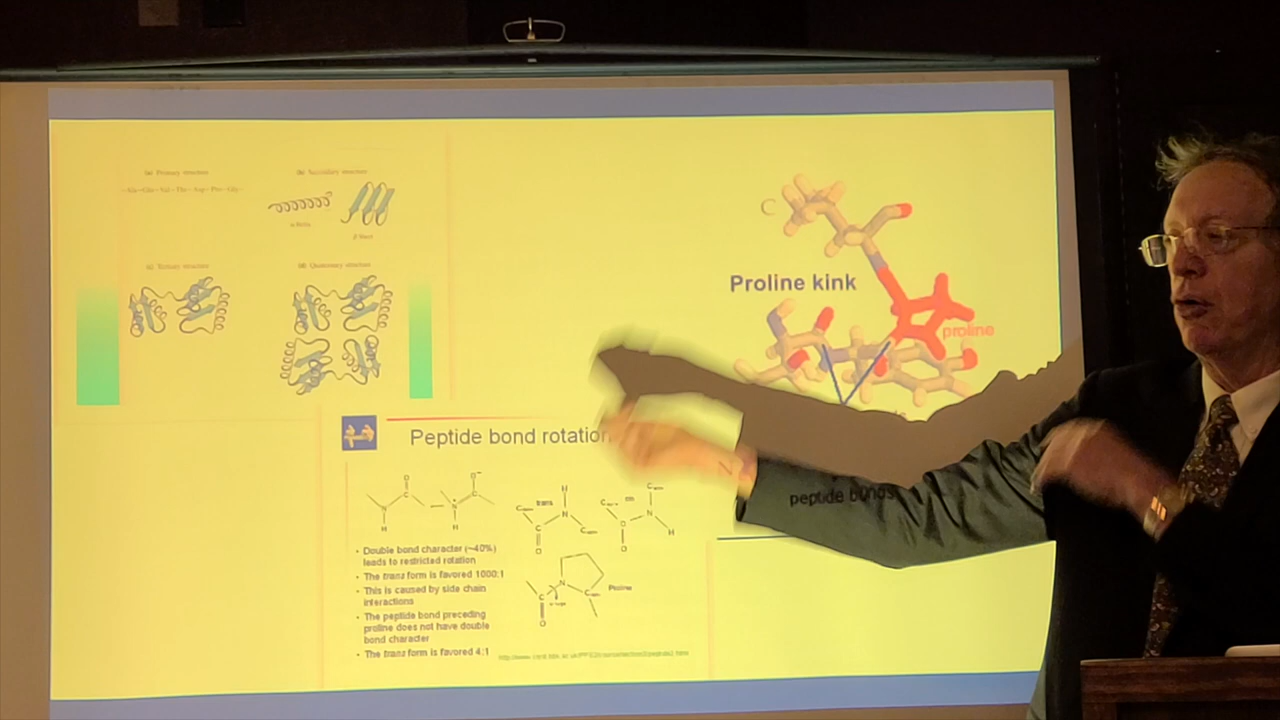 (a) Primary structure
(b) Secondary structure
α-Helix
β-Sheet
(c) Tertiary structure
(d) Quaternary structure
C
Proline kink
proline
N
peptide bonds
Peptide bond rotation
O
O⁻
C
C
N
N
H
H
H
trans
N
C
O
cis
N
H
O
• Double bond character (~40%)
leads to restricted rotation
• The trans form is favored 1000:1
• This is caused by side chain
interactions
• The peptide bond preceding
proline does not have double
bond character
• The trans form is favored 4:1
N
C
O
Proline